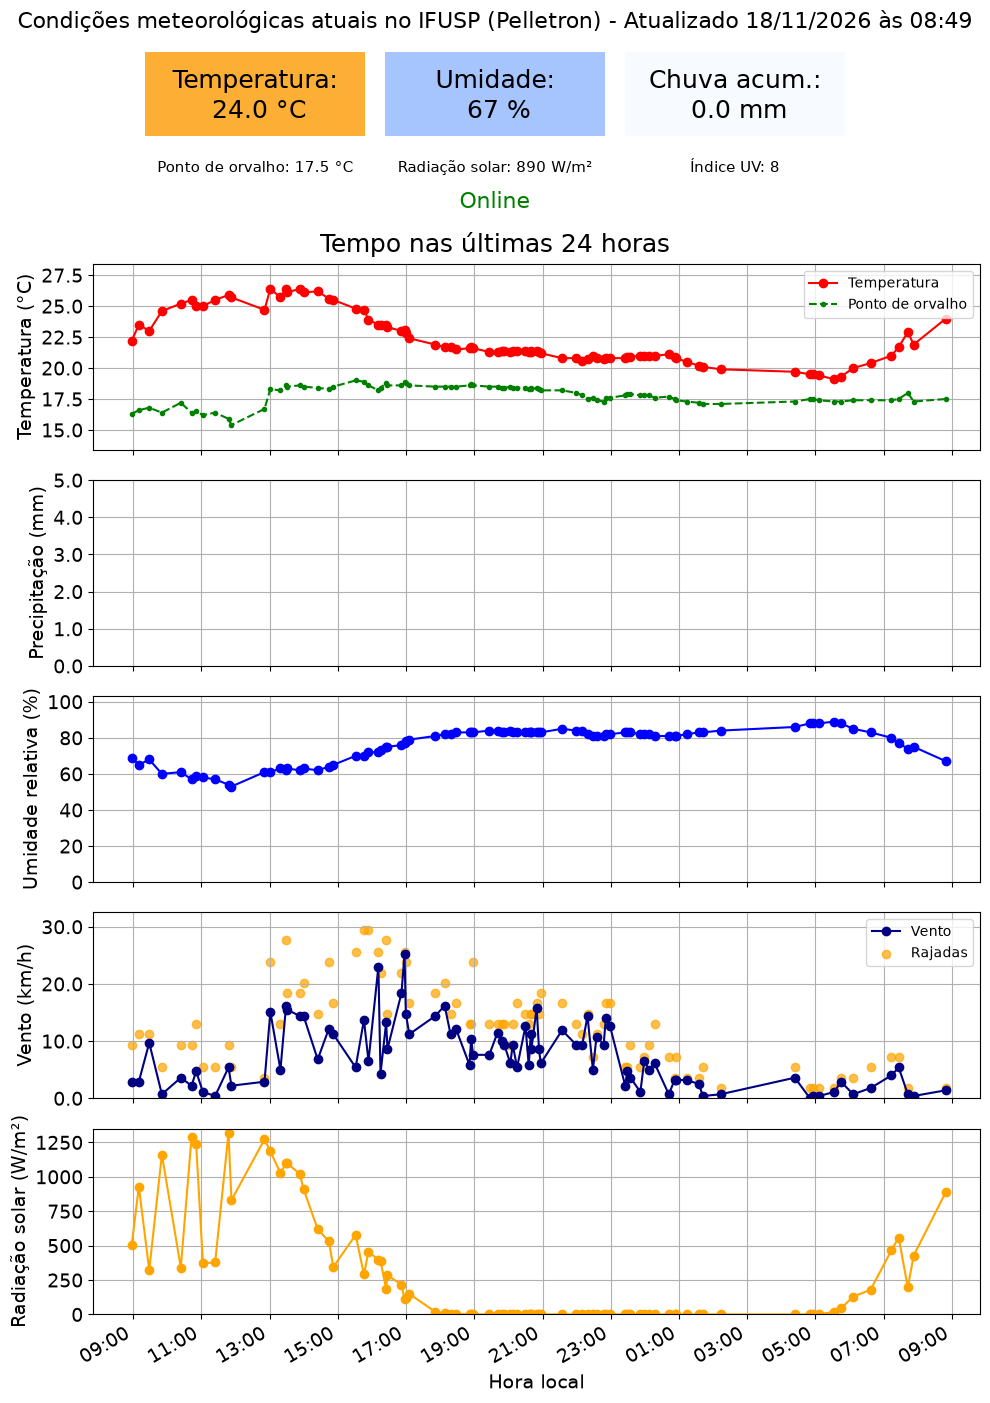 Condições meteorológicas atuais no IFUSP (Pelletron) - Atualizado 18/11/2026 às 08:49
Temperatura:
24.0 °C
Umidade:
67 %
Chuva acum.:
0.0 mm
Ponto de orvalho: 17.5 °C
Radiação solar: 890 W/m²
Índice UV: 8
Online
Tempo nas últimas 24 horas
Temperatura (°C)
27.5
25.0
22.5
20.0
17.5
15.0
Temperatura
Ponto de orvalho
Precipitação (mm)
5.0
4.0
3.0
2.0
1.0
0.0
Umidade relativa (%)
100
80
60
40
20
0
Vento (km/h)
30.0
20.0
10.0
0.0
Vento
Rajadas
Radiação solar (W/m²)
1250
1000
750
500
250
0
09:00
11:00
13:00
15:00
17:00
19:00
21:00
23:00
01:00
03:00
05:00
07:00
09:00
Hora local